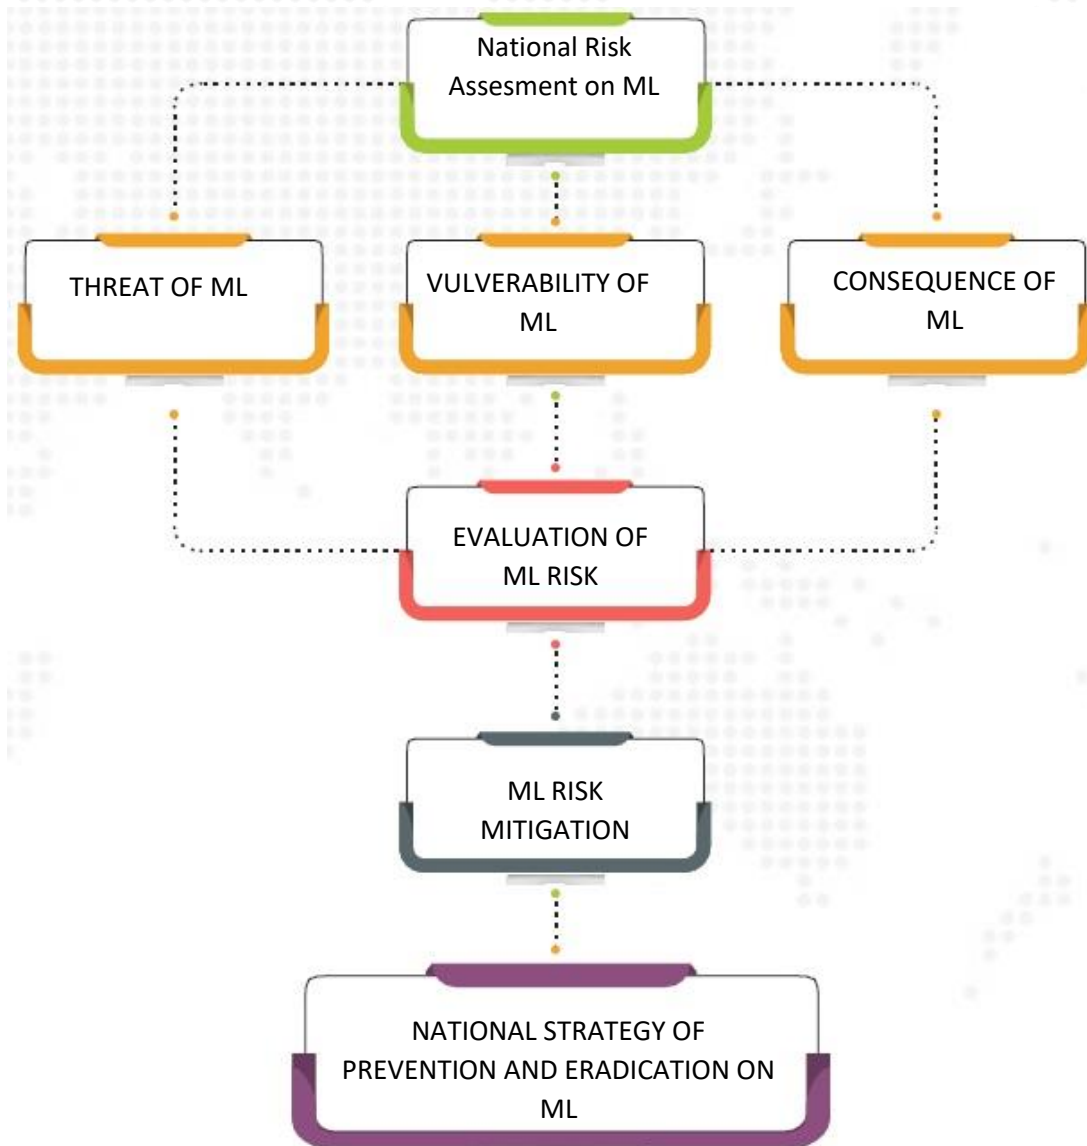 National Risk
Assesment on ML
THREAT OF ML
VULVERABILITY OF
ML
CONSEQUENCE OF
ML
EVALUATION OF
ML RISK
ML RISK
MITIGATION
NATIONAL STRATEGY OF
PREVENTION AND ERADICATION ON
ML